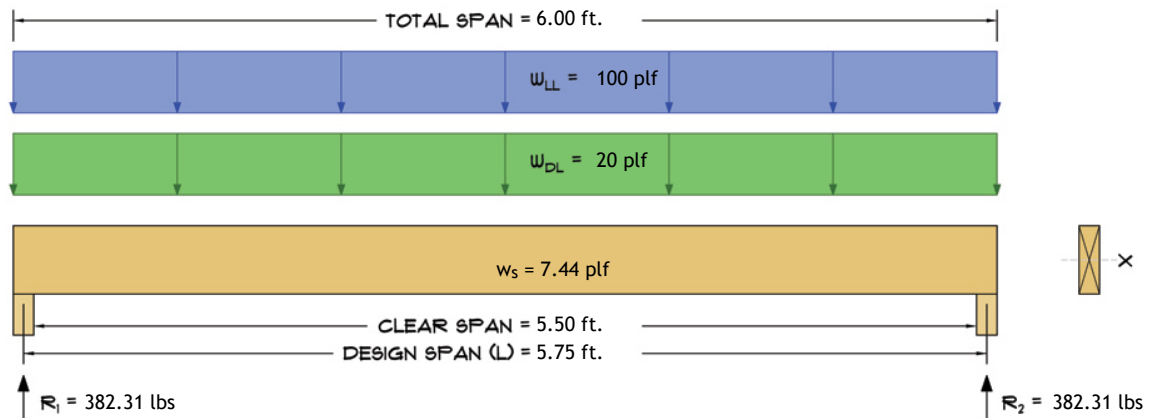 TOTAL SPAN = 6.00 ft.
WLL = 100 plf
WDL = 20 plf
ws = 7.44 plf
X
CLEAR SPAN = 5.50 ft.
DESIGN SPAN (L) = 5.75 ft.
R1 = 382.31 lbs
R2 = 382.31 lbs